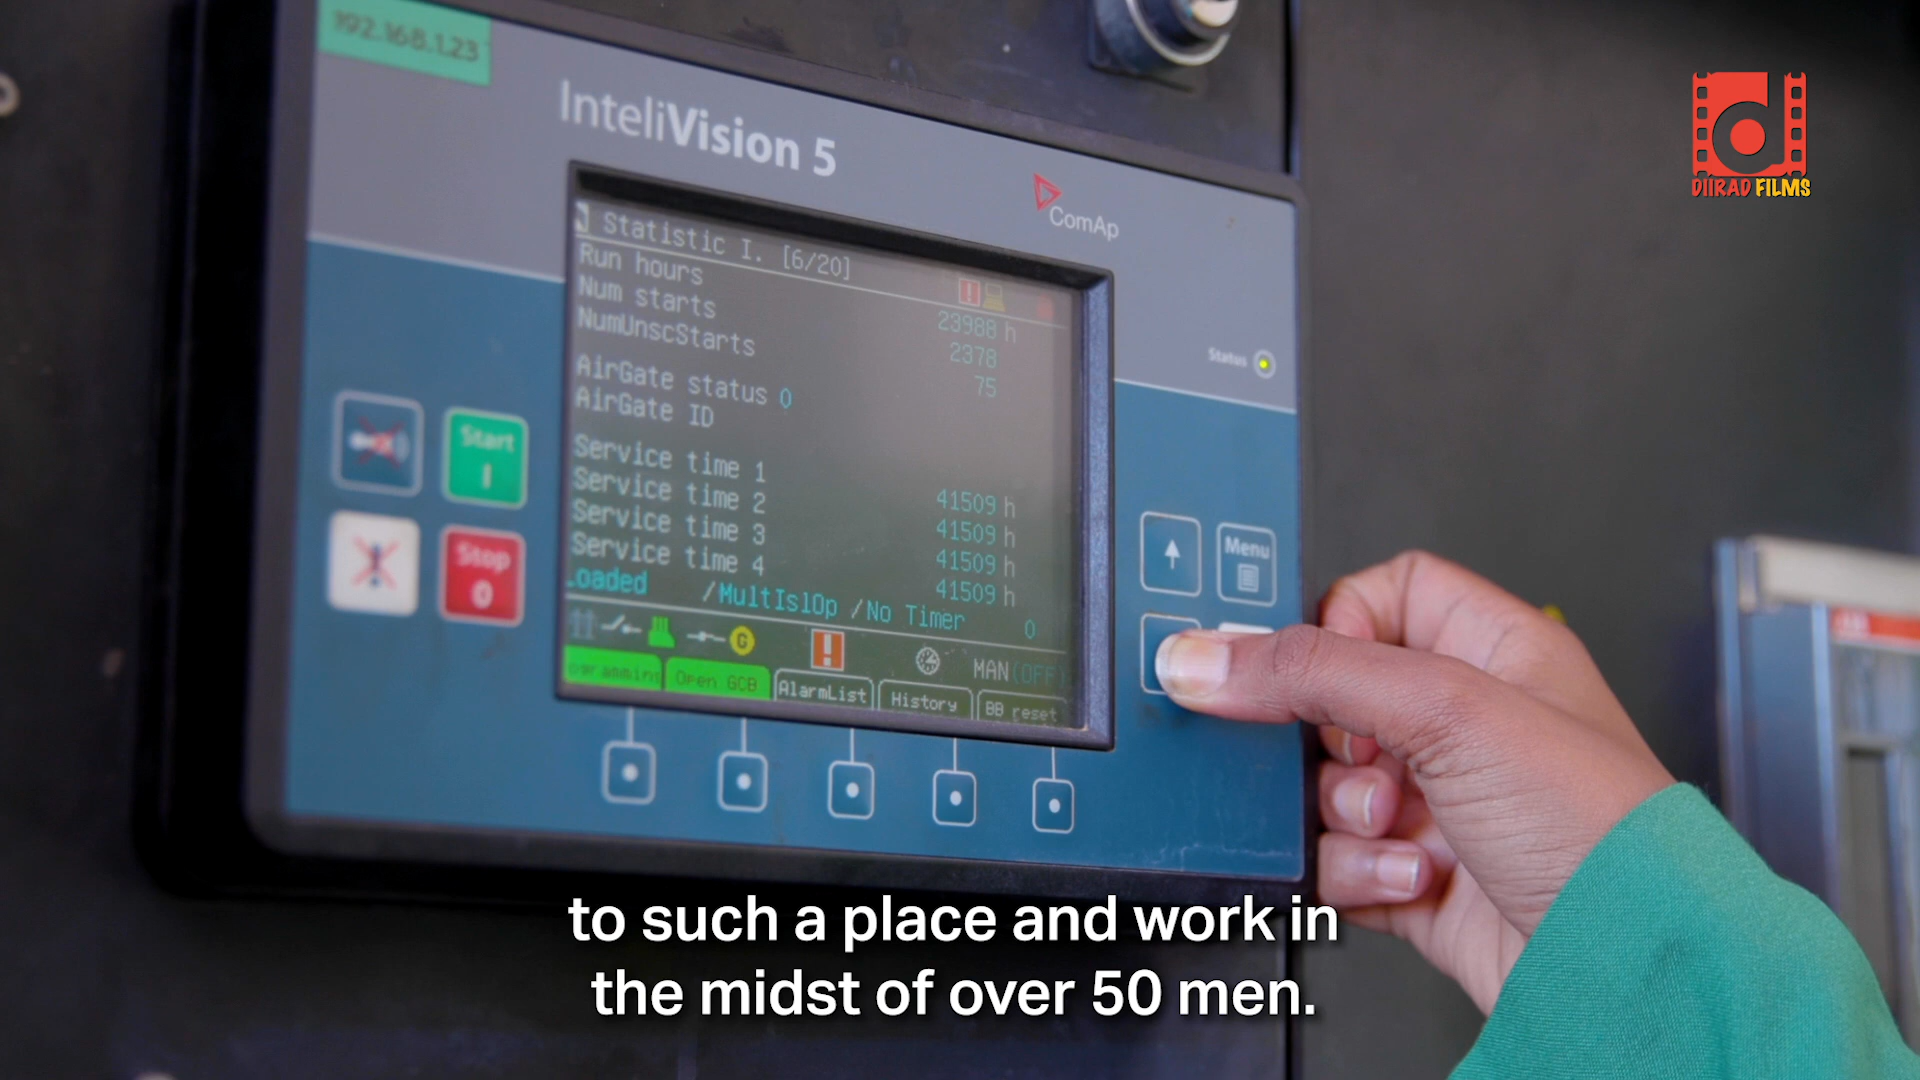 192.168.1.23
InteliVision 5
ComAp
DIIRAD FILMS
Statistic I. [6/20]
Run hours 23988 h
Num starts 2378
NumUnscStarts 75
AirGate status 0
AirGate ID
Service time 1 41509 h
Service time 2 41509 h
Service time 3 41509 h
Service time 4 41509 h
Loaded /MultIslOp /No Timer 0
G
MAN(OFF)
Open GCB AlarmList History BB reset
Status
Start
I
Stop
0
Menu
to such a place and work in
the midst of over 50 men.